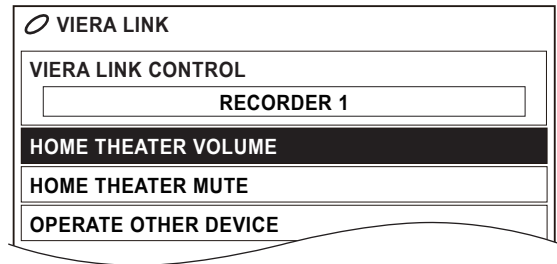 VIERA LINK
VIERA LINK CONTROL
RECORDER 1
HOME THEATER VOLUME
HOME THEATER MUTE
OPERATE OTHER DEVICE